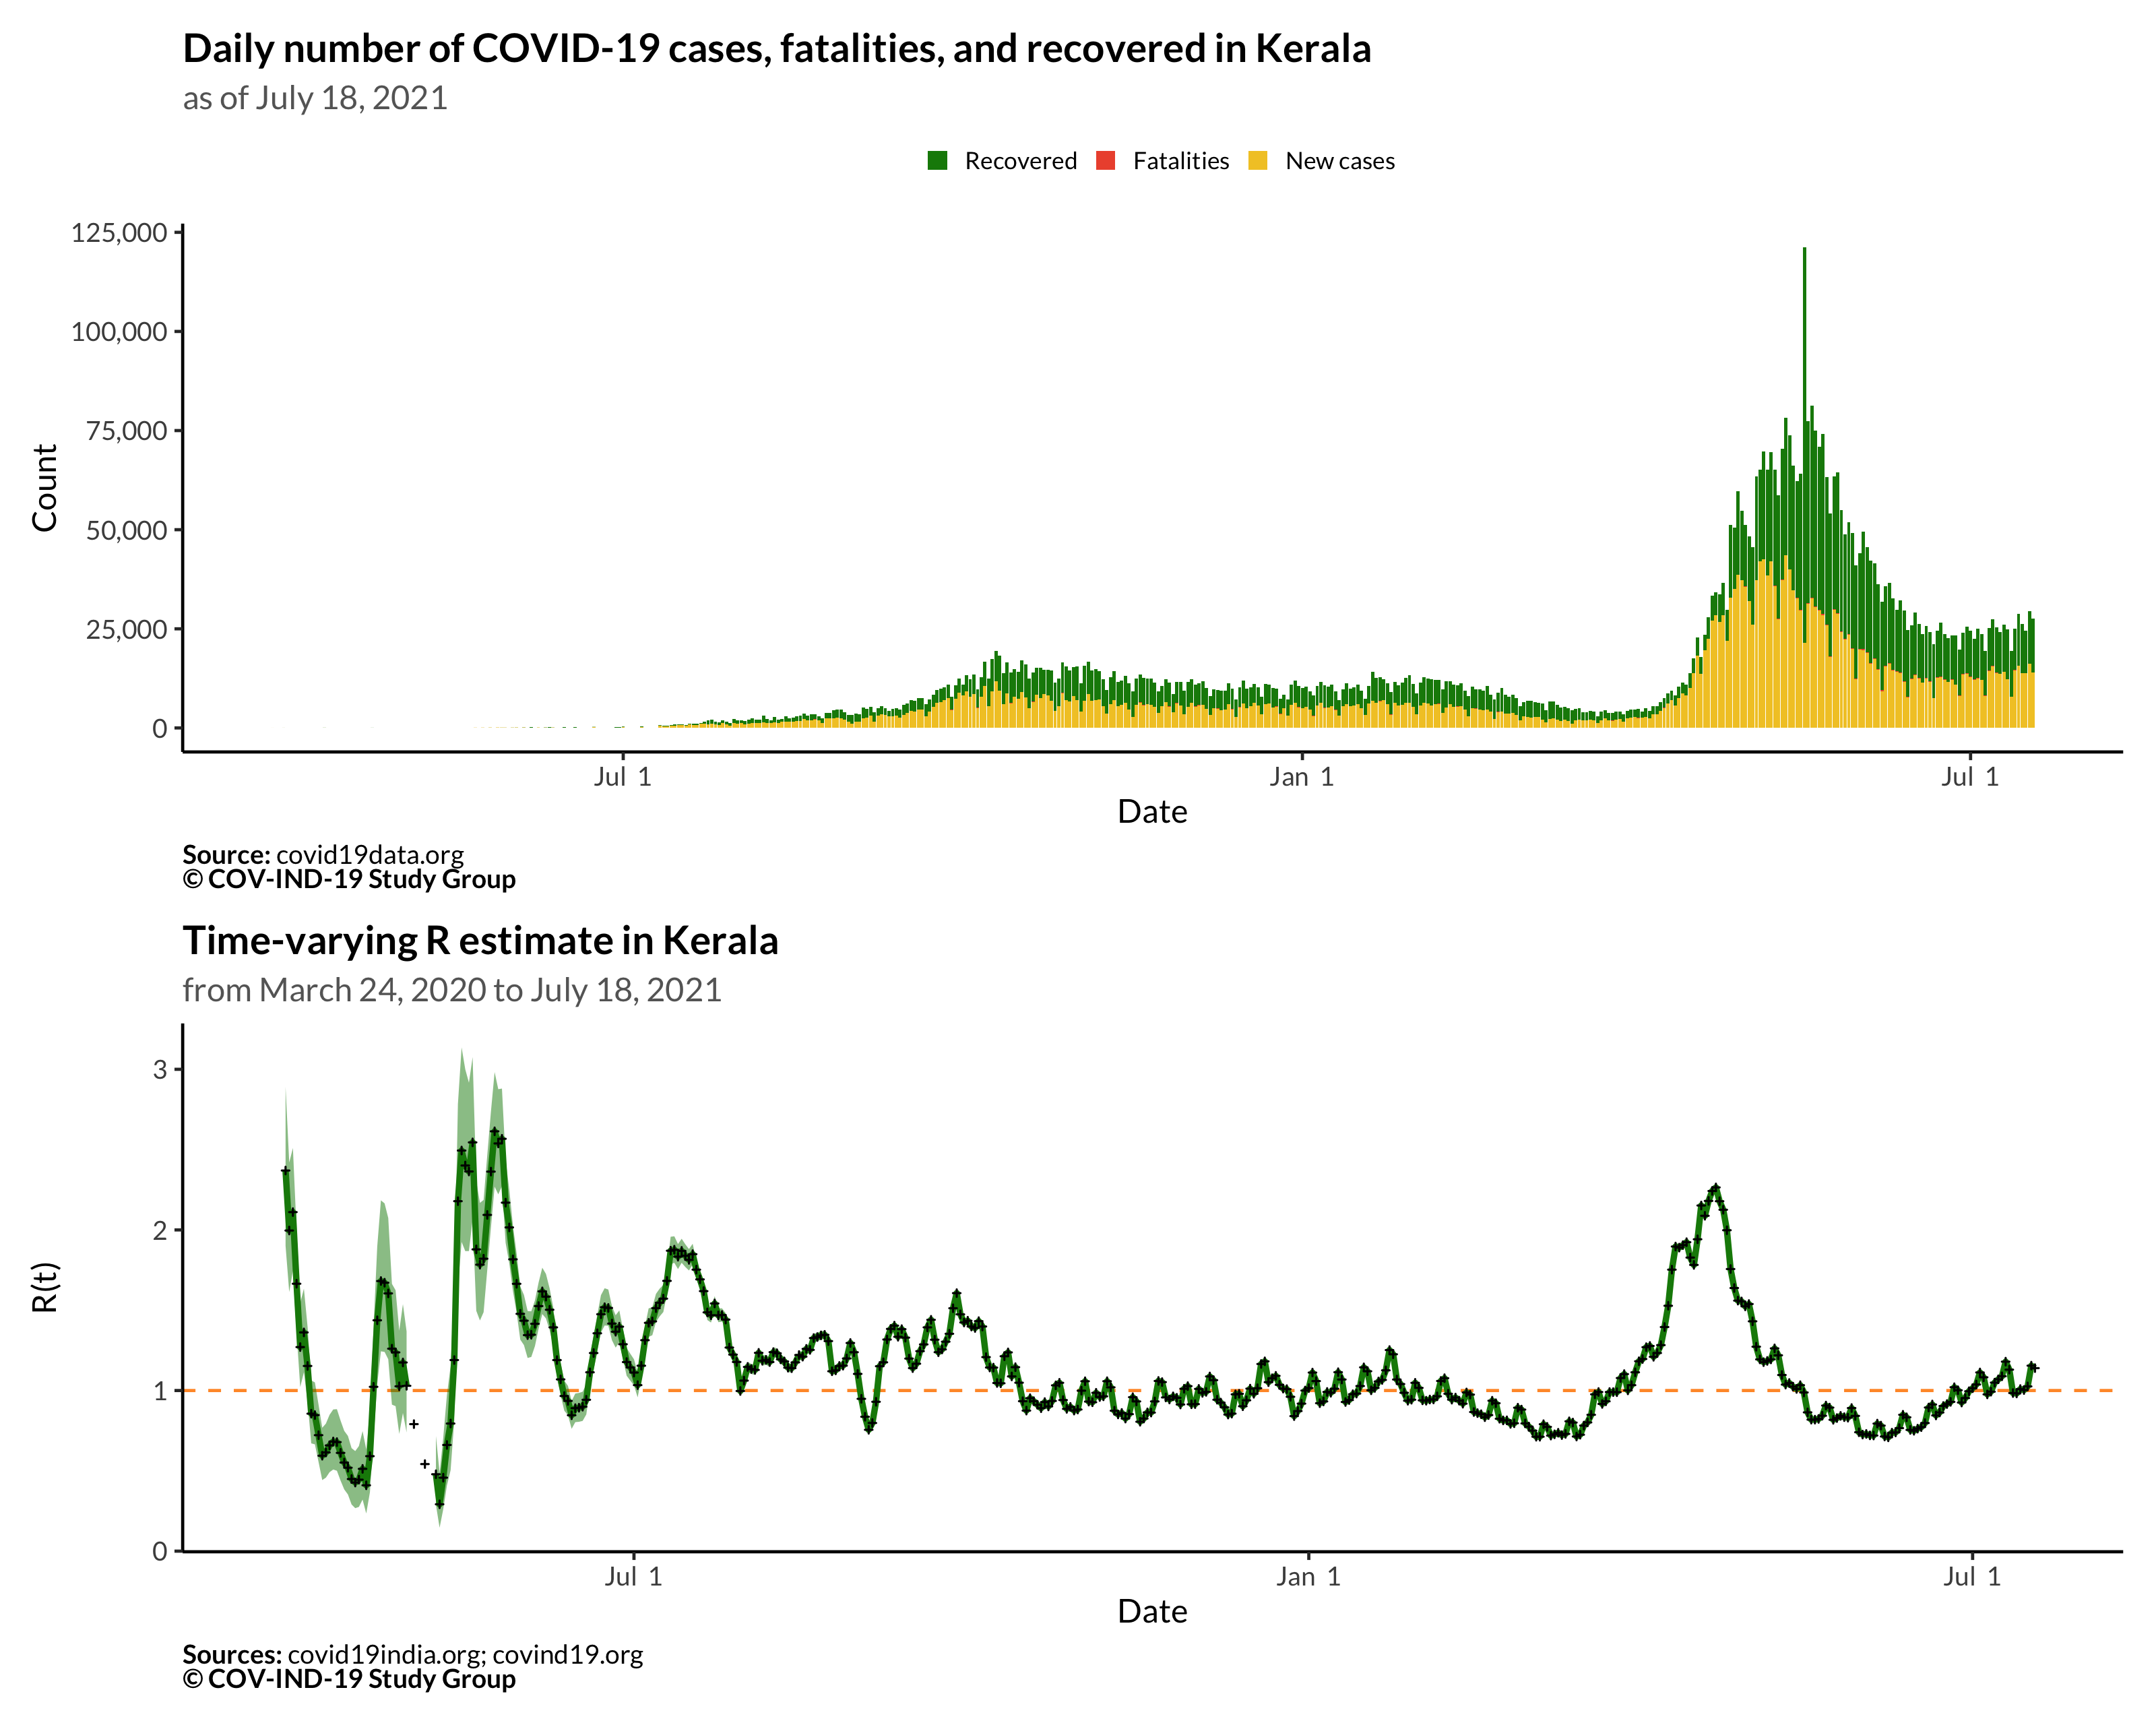 Daily number of COVID-19 cases, fatalities, and recovered in Kerala
as of July 18, 2021
Recovered Fatalities New cases
125,000
100,000
75,000
50,000
25,000
0
Count
Jul 1 Jan 1 Jul 1
Date
Source: covid19data.org
© COV-IND-19 Study Group
Time-varying R estimate in Kerala
from March 24, 2020 to July 18, 2021
3
2
1
0
R(t)
Jul 1 Jan 1 Jul 1
Date
Sources: covid19india.org; covind19.org
© COV-IND-19 Study Group